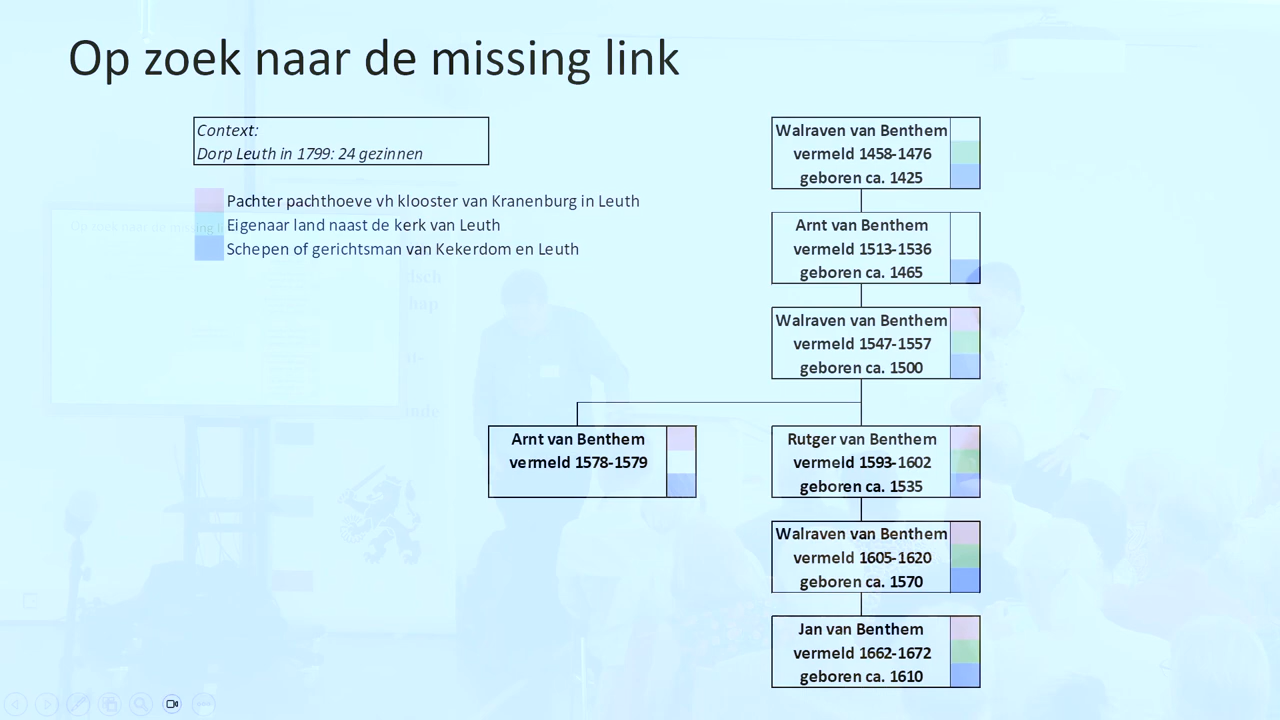 Op zoek naar de missing link
Context:
Dorp Leuth in 1799: 24 gezinnen
Pachter pachthoeve vh klooster van Kranenburg in Leuth
Eigenaar land naast de kerk van Leuth
Schepen of gerichtsman van Kekerdom en Leuth
Walraven van Benthem
vermeld 1458-1476
geboren ca. 1425
Arnt van Benthem
vermeld 1513-1536
geboren ca. 1465
Walraven van Benthem
vermeld 1547-1557
geboren ca. 1500
Arnt van Benthem
vermeld 1578-1579
Rutger van Benthem
vermeld 1593-1602
geboren ca. 1535
Walraven van Benthem
vermeld 1605-1620
geboren ca. 1570
Jan van Benthem
vermeld 1662-1672
geboren ca. 1610